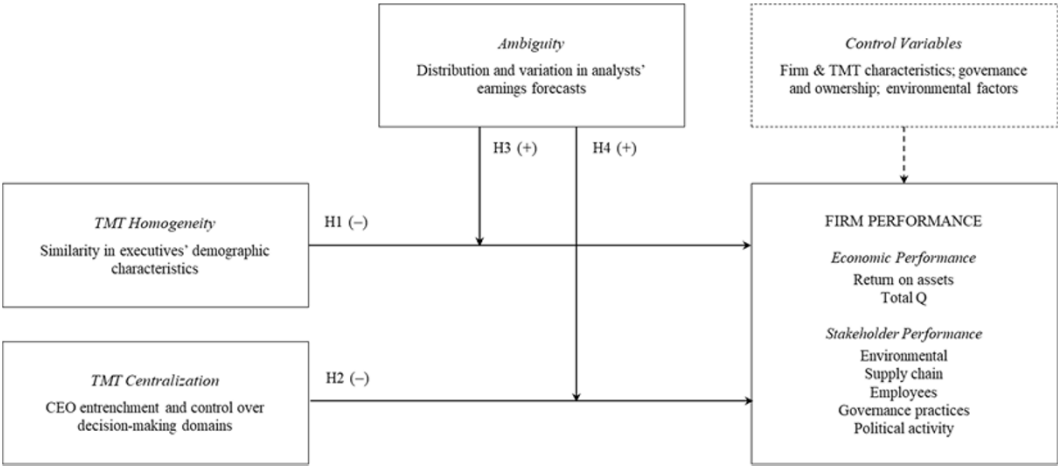 Ambiguity
Distribution and variation in analysts'
earnings forecasts
Control Variables
Firm & TMT characteristics; governance
and ownership; environmental factors
H3 (+)
H4 (+)
TMT Homogeneity
Similarity in executives' demographic
characteristics
H1 (–)
TMT Centralization
CEO entrenchment and control over
decision-making domains
H2 (–)
FIRM PERFORMANCE
Economic Performance
Return on assets
Total Q
Stakeholder Performance
Environmental
Supply chain
Employees
Governance practices
Political activity